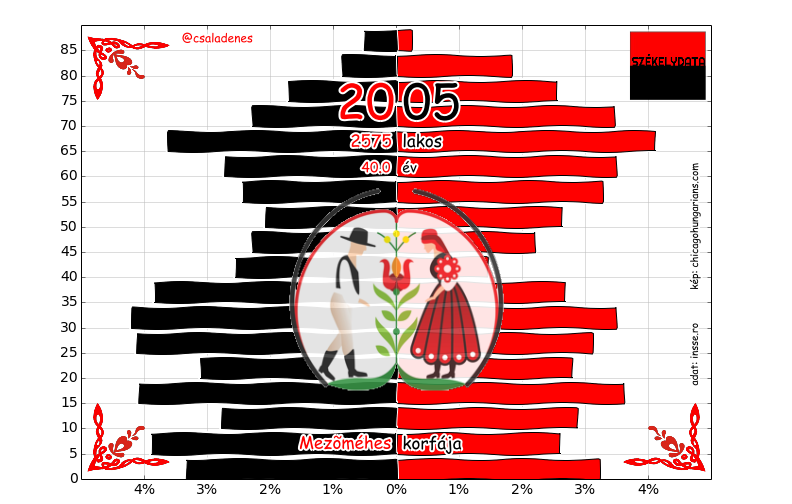 @csaladenes
SZÉKELYDATA
2005
2575 lakos
40.0 év
kép: chicagohungarians.com
adat: insse.ro
Mezőméhes korfája
85
80
75
70
65
60
55
50
45
40
35
30
25
20
15
10
5
0
4% 3% 2% 1% 0% 1% 2% 3% 4%